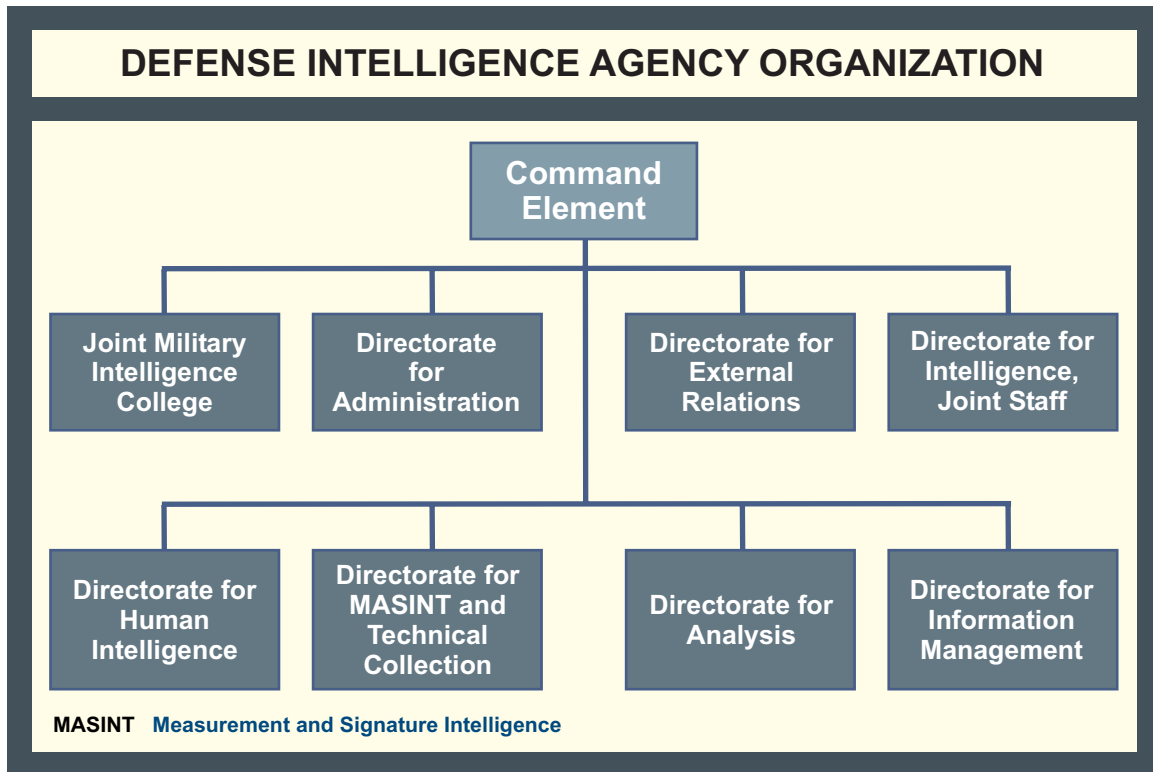 DEFENSE INTELLIGENCE AGENCY ORGANIZATION
Command
Element
Joint Military
Intelligence
College
Directorate
for
Administration
Directorate for
External
Relations
Directorate for
Intelligence,
Joint Staff
Directorate for
Human
Intelligence
Directorate for
MASINT and
Technical
Collection
Directorate for
Analysis
Directorate for
Information
Management
MASINT Measurement and Signature Intelligence